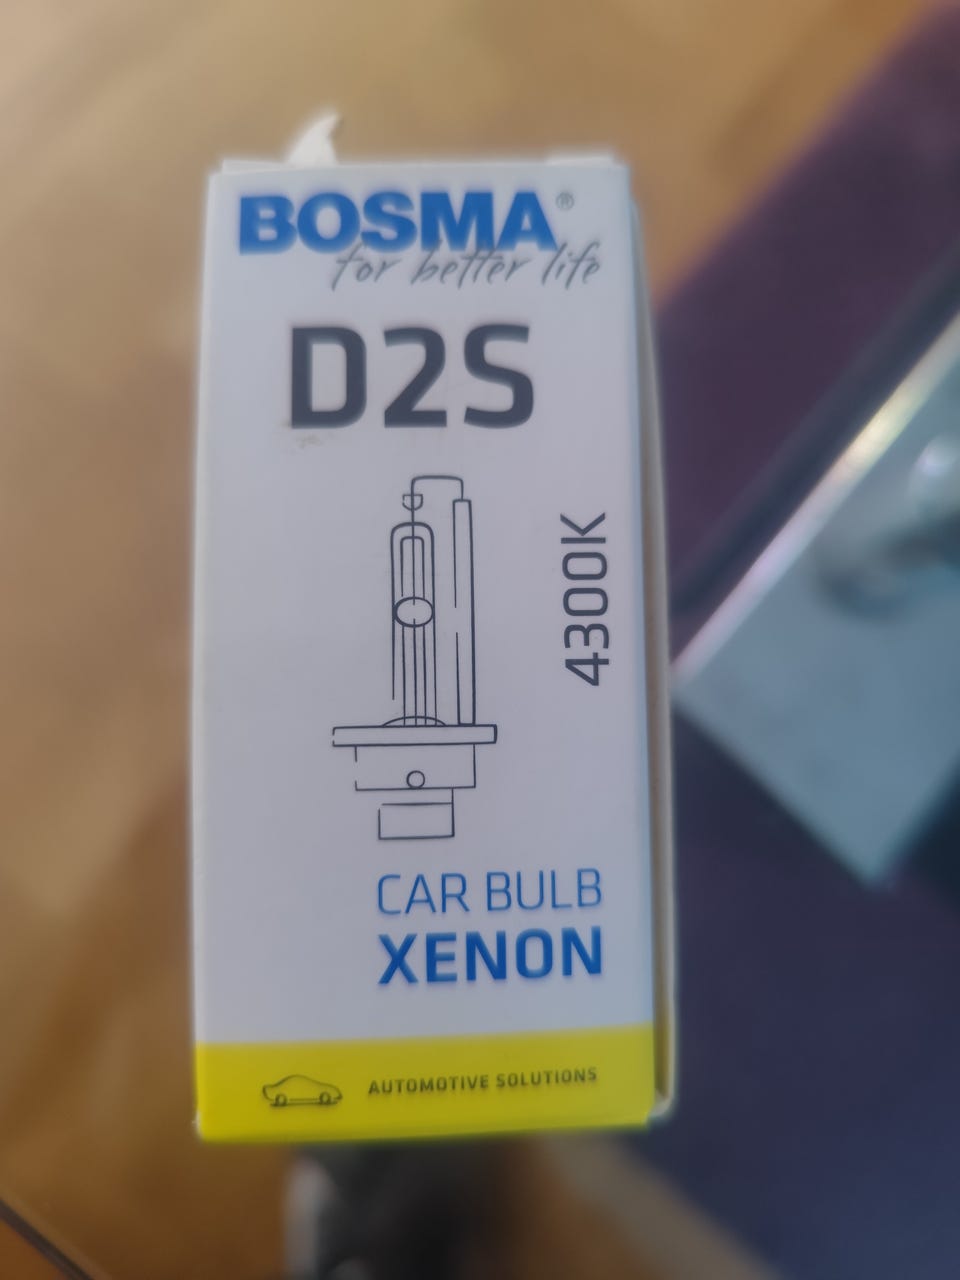 BOSMA®
for better life
D2S
4300K
CAR BULB
XENON
AUTOMOTIVE SOLUTIONS